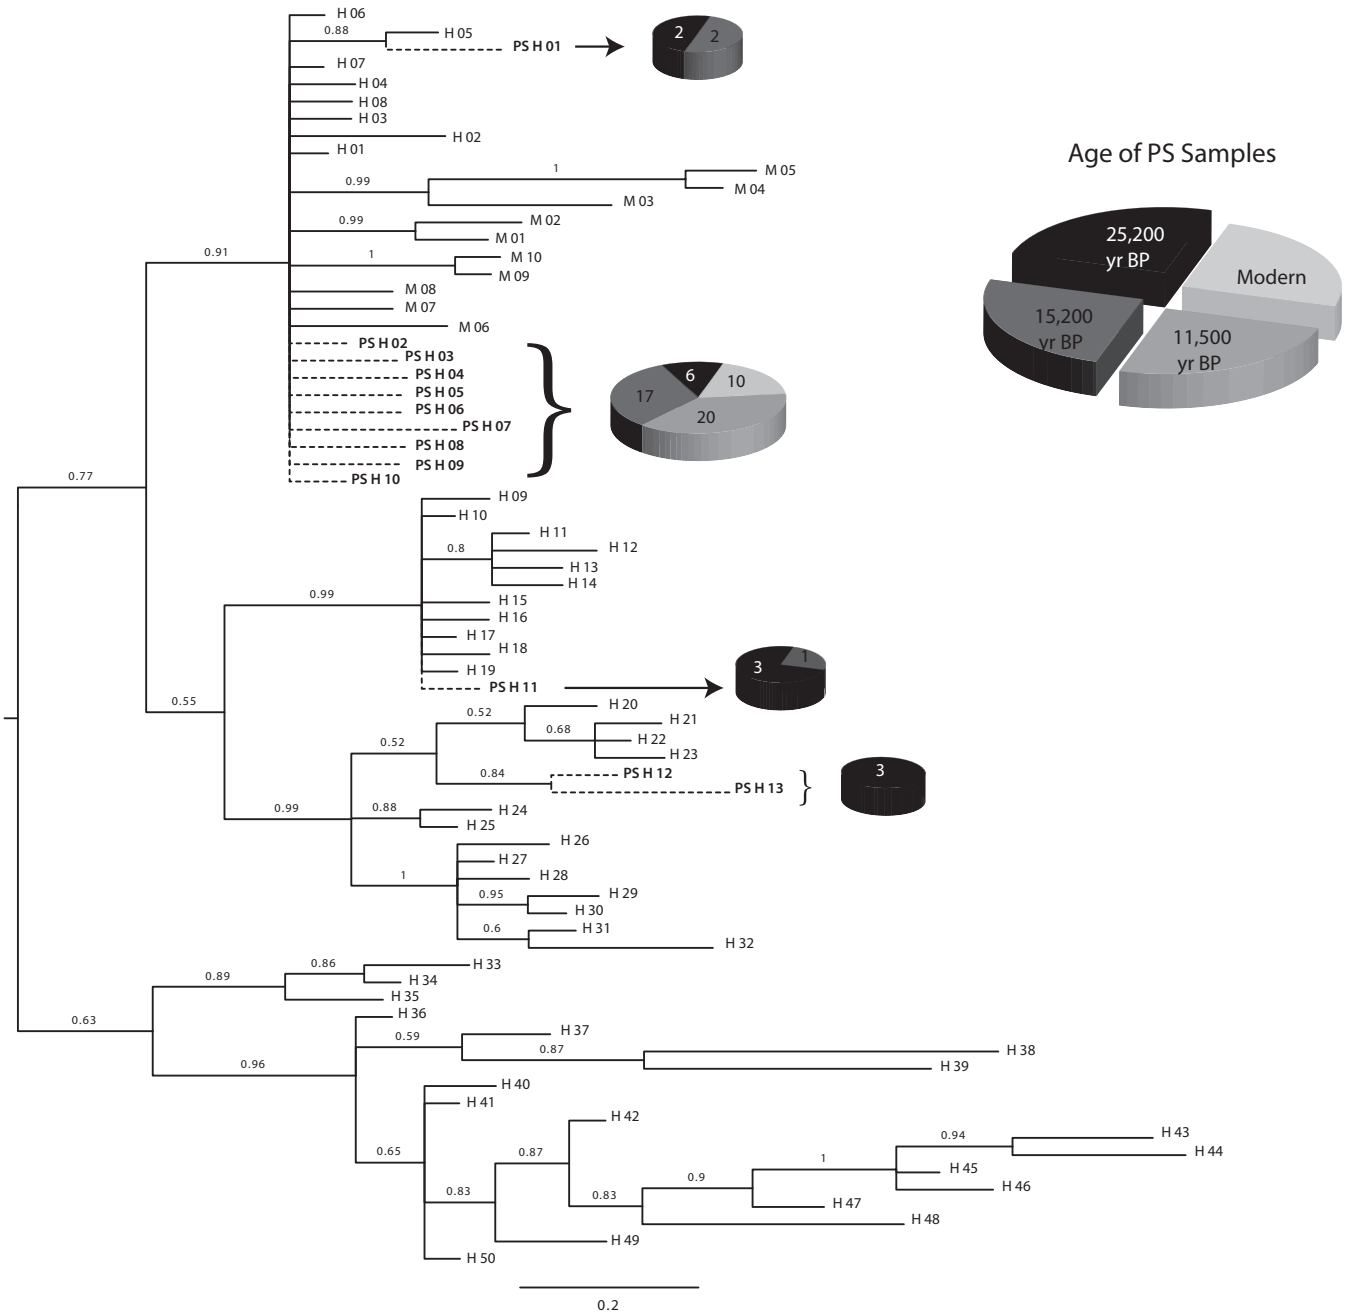 H 06
0.88
H 05
PS H 01
2
2
H 07
H 04
H 08
H 03
H 02
H 01
Age of PS Samples
1
M 05
0.99
M 04
M 03
0.99
M 02
M 01
25,200
yr BP
Modern
0.91
1
M 10
M 09
M 08
M 07
M 06
15,200
yr BP
11,500
yr BP
PS H 02
PS H 03
PS H 04
PS H 05
PS H 06
PS H 07
PS H 08
PS H 09
PS H 10
6
10
17
20
0.77
H 09
H 10
H 11
0.8
H 12
H 13
H 14
0.99
H 15
H 16
H 17
H 18
H 19
PS H 11
3
1
0.55
H 20
0.52
H 21
0.68
H 22
0.52
H 23
0.84
PS H 12
PS H 13
3
0.99
0.88
H 24
H 25
H 26
H 27
1
H 28
0.95
H 29
H 30
0.6
H 31
H 32
0.86
H 33
0.89
H 34
H 35
H 36
0.63
0.59
H 37
0.87
H 38
0.96
H 39
H 40
H 41
H 42
0.94
H 43
H 44
0.65
0.87
1
H 45
0.9
H 46
0.83
0.83
H 47
H 48
H 49
H 50
0.2